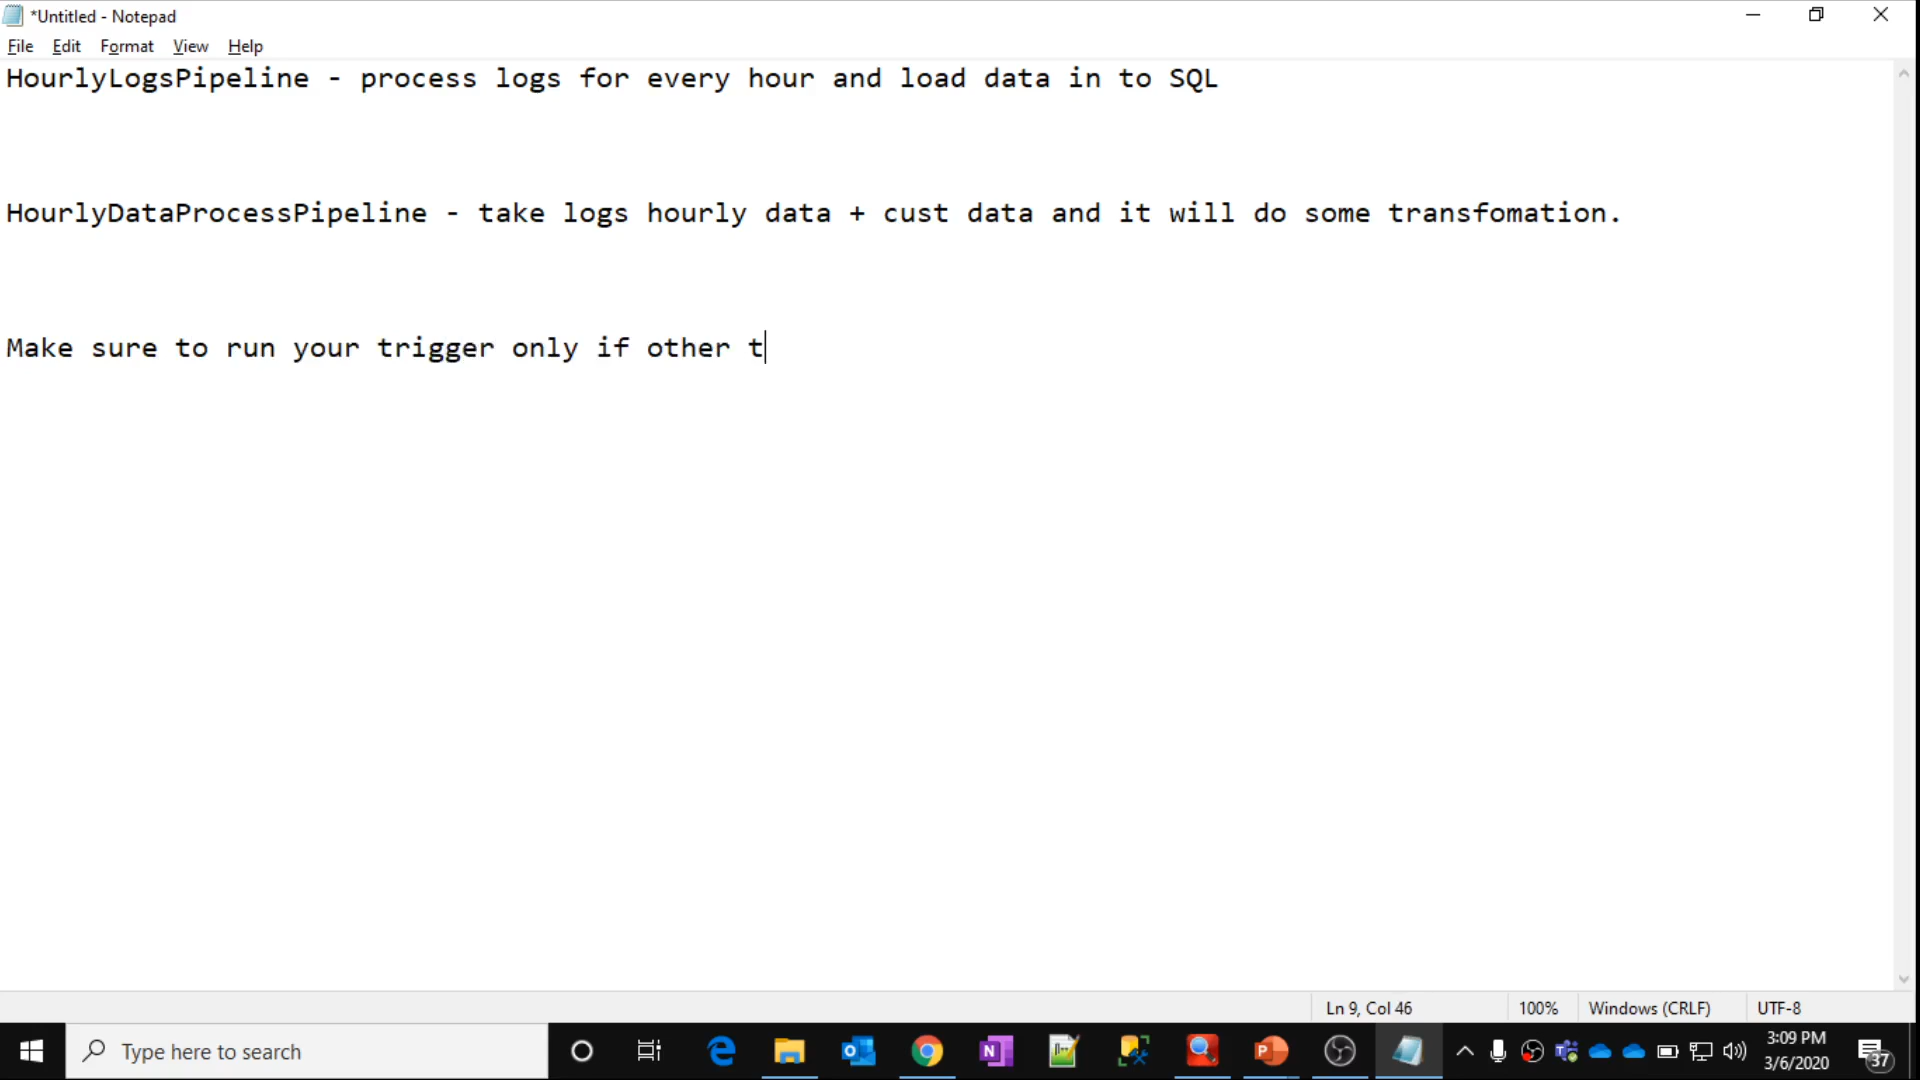 *Untitled - Notepad
File Edit Format View Help
HourlyLogsPipeline - process logs for every hour and load data in to SQL
HourlyDataProcessPipeline - take logs hourly data + cust data and it will do some transfomation.
Make sure to run your trigger only if other t
Ln 9, Col 46 100% Windows (CRLF) UTF-8
Type here to search
3:09 PM
3/6/2020
37